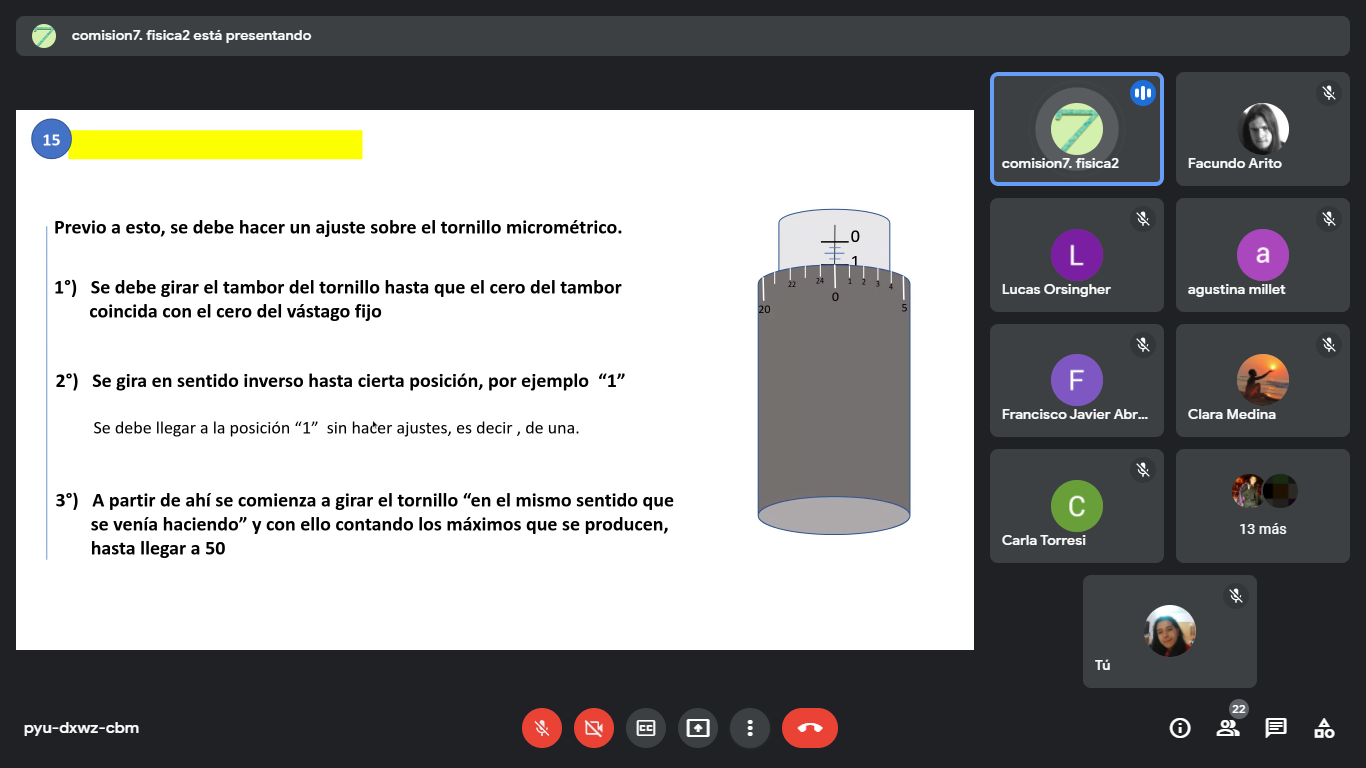 comision7. fisica2 está presentando
15
Previo a esto, se debe hacer un ajuste sobre el tornillo micrométrico.
1°) Se debe girar el tambor del tornillo hasta que el cero del tambor
coincida con el cero del vástago fijo
2°) Se gira en sentido inverso hasta cierta posición, por ejemplo “1”
Se debe llegar a la posición “1” sin hacer ajustes, es decir , de una.
3°) A partir de ahí se comienza a girar el tornillo “en el mismo sentido que
se venía haciendo” y con ello contando los máximos que se producen,
hasta llegar a 50
0
1
20 22 24 0 1 2 3 4 5
comision7. fisica2
Facundo Arito
L
Lucas Orsingher
a
agustina millet
F
Francisco Javier Abr...
Clara Medina
C
Carla Torresi
13 más
Tú
pyu-dxwz-cbm
CC
22